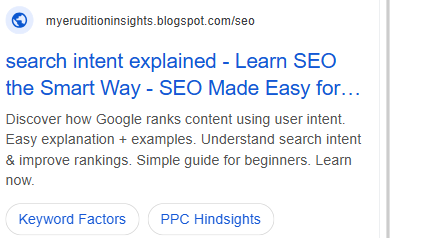 myeruditioninsights.blogspot.com/seo
search intent explained - Learn SEO
the Smart Way - SEO Made Easy for…
Discover how Google ranks content using user intent.
Easy explanation + examples. Understand search intent
& improve rankings. Simple guide for beginners. Learn
now.
Keyword Factors
PPC Hindsights